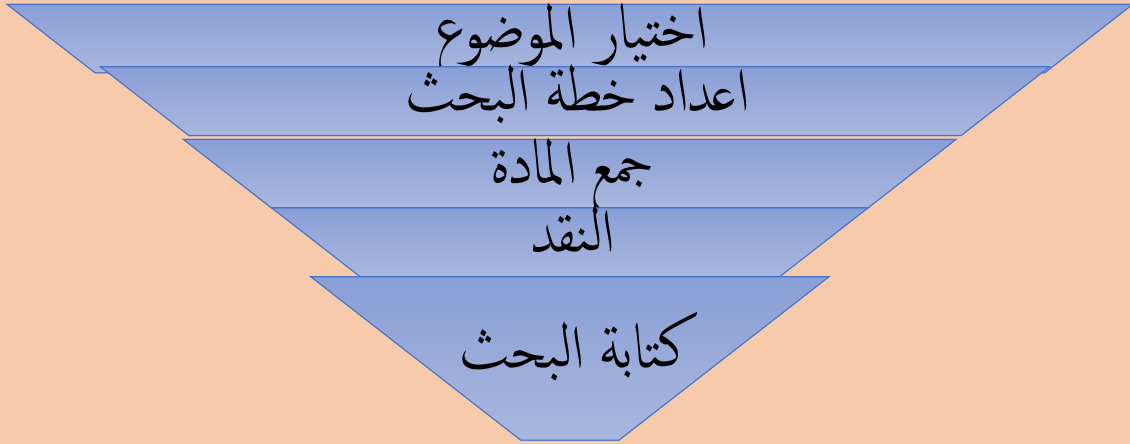 اختيار الموضوع
اعداد خطة البحث
جمع المادة
النقد
كتابة البحث